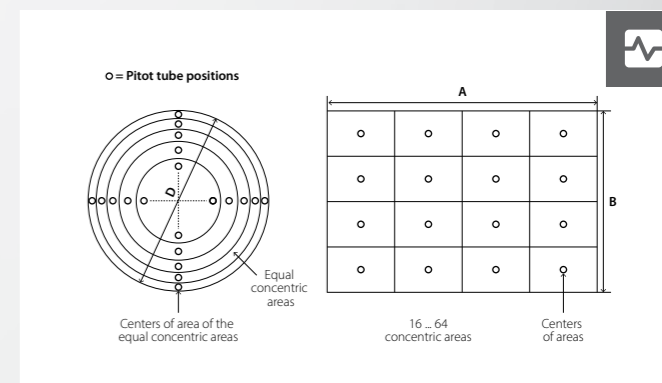 o = Pitot tube positions
A
D
B
Equal
concentric
areas
Centers of area of the
equal concentric areas
16 ... 64
concentric areas
Centers
of areas